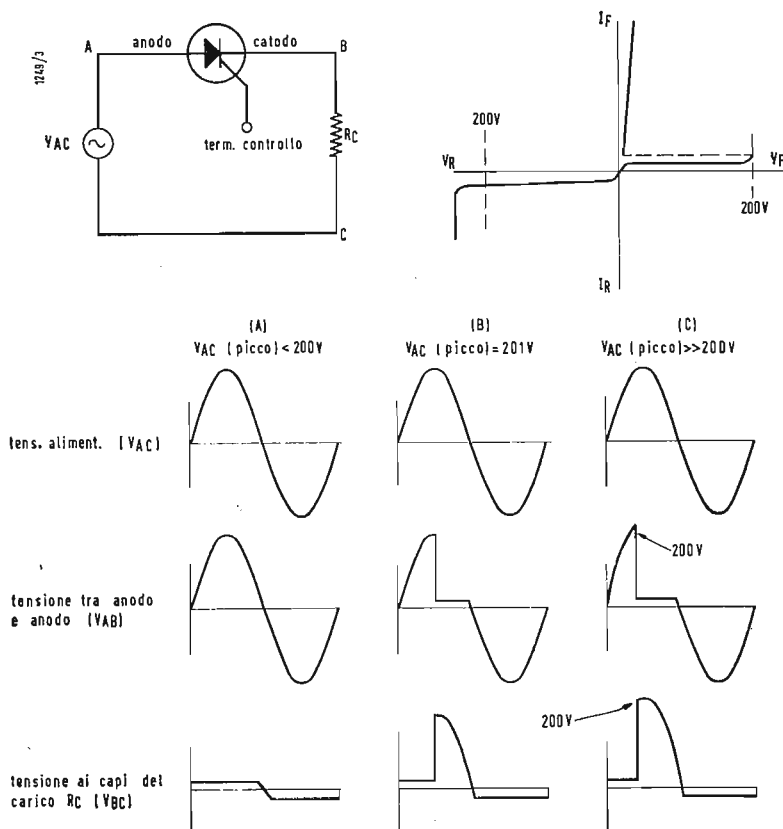 1249/3
A anodo catodo B
VAC
term. controllo
RC
C
IF
200V
VR
VF
200V
IR
(A)
VAC (picco) < 200V
(B)
VAC (picco) = 201V
(C)
VAC (picco) >> 200V
tens. aliment. (VAC)
tensione tra anodo
e anodo (VAB)
200V
tensione ai capi del
carico RC (VBC)
200V